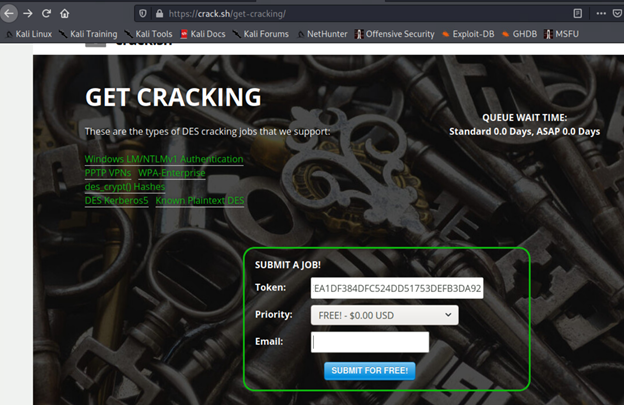 https://crack.sh/get-cracking/
Kali Linux Kali Training Kali Tools Kali Docs Kali Forums NetHunter Offensive Security Exploit-DB GHDB MSFU
GET CRACKING
QUEUE WAIT TIME:
Standard 0.0 Days, ASAP 0.0 Days
These are the types of DES cracking jobs that we support:
Windows LM/NTLMv1 Authentication
PPTP VPNs WPA-Enterprise
des_crypt() Hashes
DES Kerberos5 Known Plaintext DES
SUBMIT A JOB!
Token: EA1DF384DFC524DD51753DEFB3DA92
Priority: FREE! - $0.00 USD
Email:
SUBMIT FOR FREE!